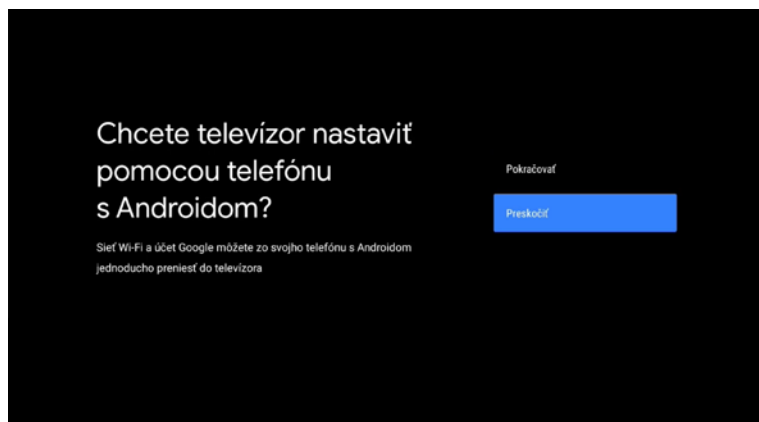 Chcete televízor nastaviť
pomocou telefónu
s Androidom?
Sieť Wi-Fi a účet Google môžete zo svojho telefónu s Androidom
jednoducho preniesť do televízora
Pokračovať
Preskočiť